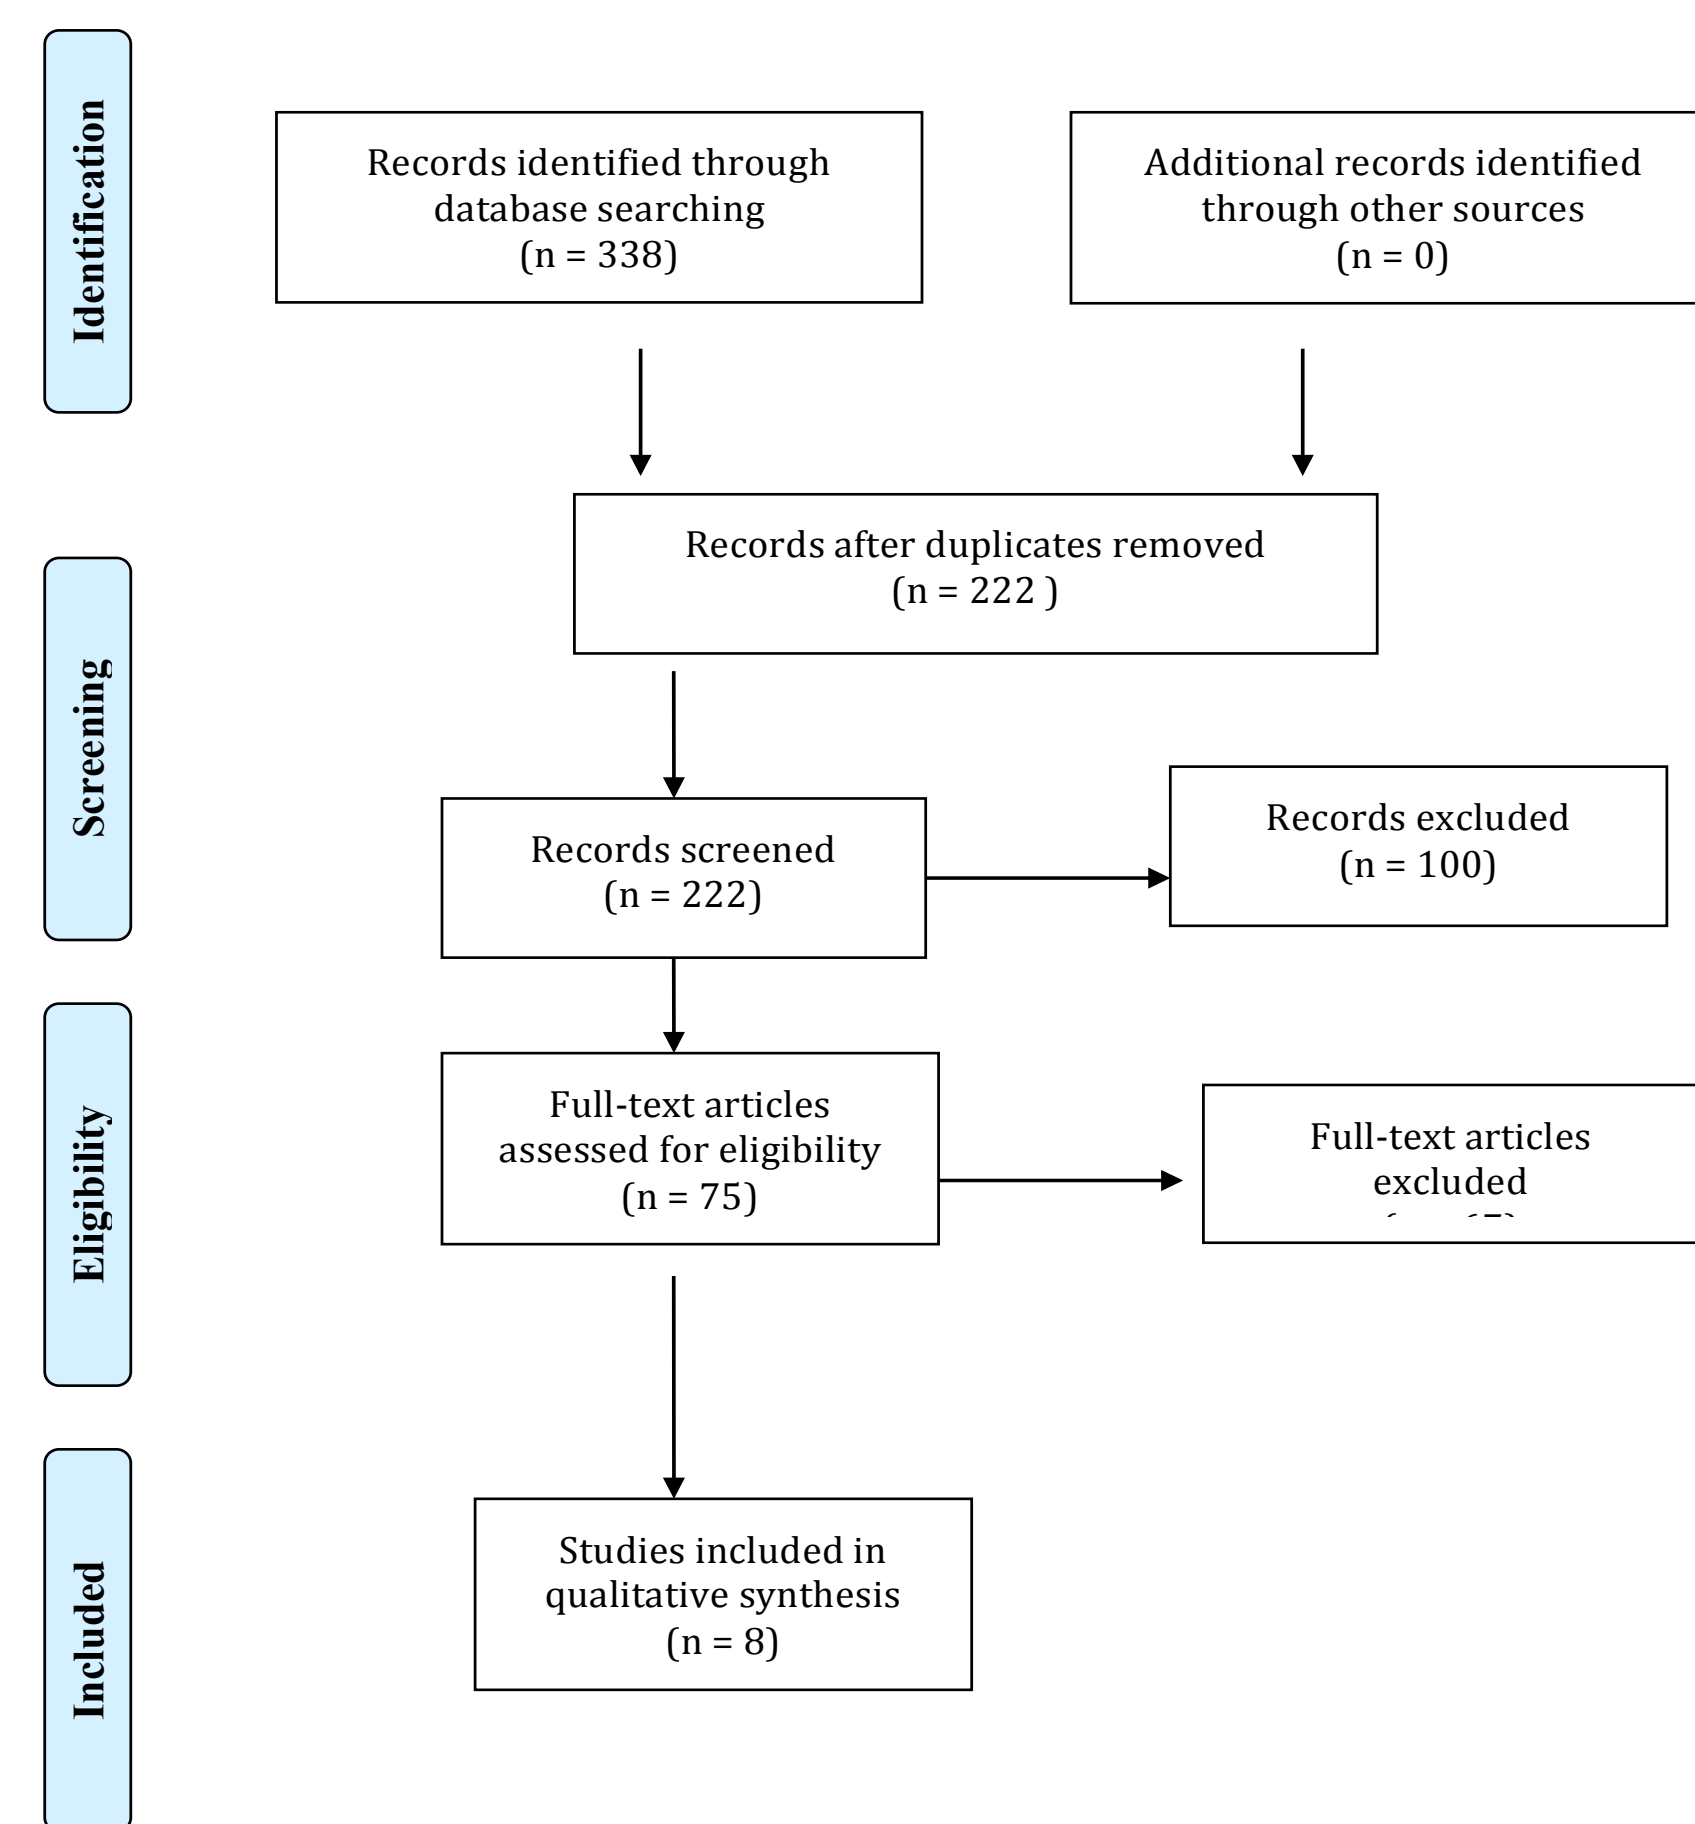 Identification
Records identified through
database searching
(n = 338)
Additional records identified
through other sources
(n = 0)
Records after duplicates removed
(n = 222 )
Screening
Records screened
(n = 222)
Records excluded
(n = 100)
Eligibility
Full-text articles
assessed for eligibility
(n = 75)
Full-text articles
excluded
Included
Studies included in
qualitative synthesis
(n = 8)